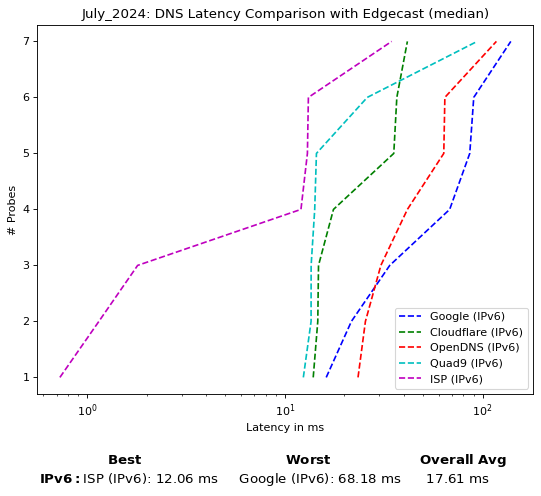 July_2024: DNS Latency Comparison with Edgecast (median)
7
6
5
4
3
2
1
# Probes
Google (IPv6)
Cloudflare (IPv6)
OpenDNS (IPv6)
Quad9 (IPv6)
ISP (IPv6)
10⁰ 10¹ 10²
Latency in ms
Best Worst Overall Avg
IPv6: ISP (IPv6): 12.06 ms Google (IPv6): 68.18 ms 17.61 ms